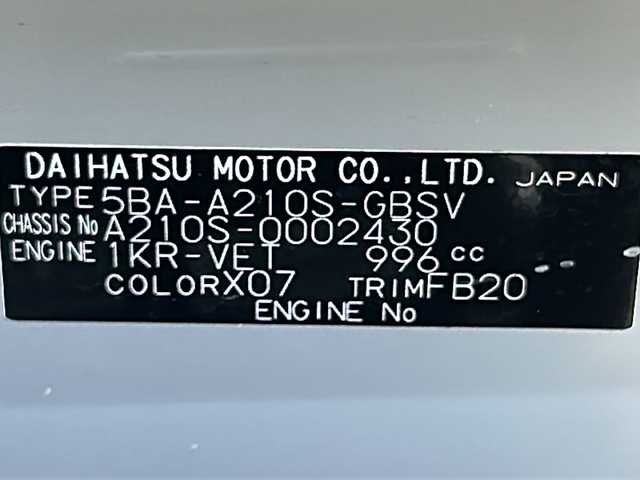 DAIHATSU MOTOR CO.,LTD. JAPAN
TYPE 5BA-A210S-GBSV
CHASSIS No A210S-0002430
ENGINE 1KR-VET 996 cc
COLOR X07 TRIM FB20
ENGINE No